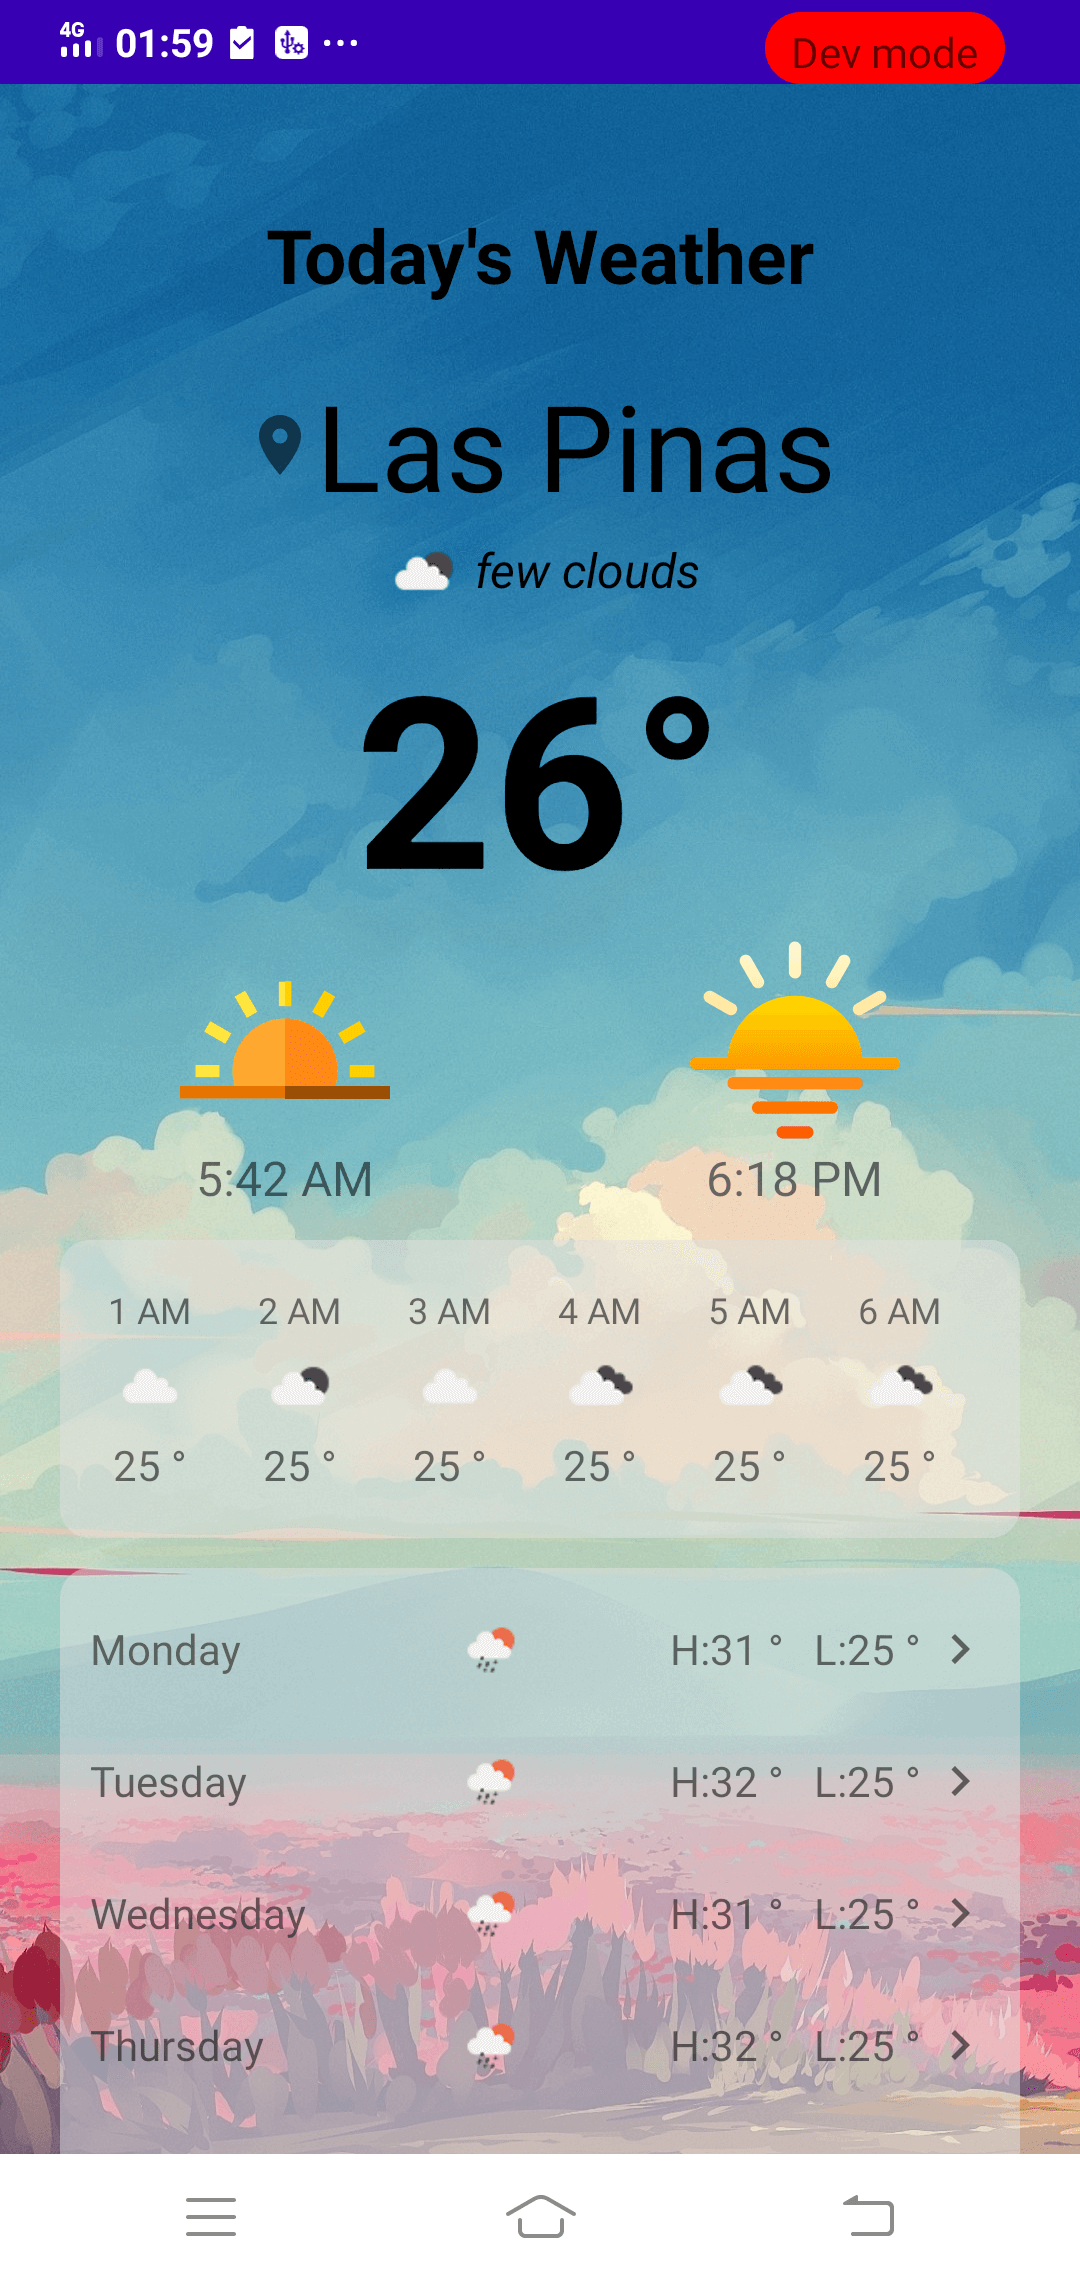 4G 01:59 ...
Dev mode
Today's Weather
Las Pinas
few clouds
26°
5:42 AM 6:18 PM
1 AM 2 AM 3 AM 4 AM 5 AM 6 AM
25 ° 25 ° 25 ° 25 ° 25 ° 25 °
Monday H:31 ° L:25 °
Tuesday H:32 ° L:25 °
Wednesday H:31 ° L:25 °
Thursday H:32 ° L:25 °